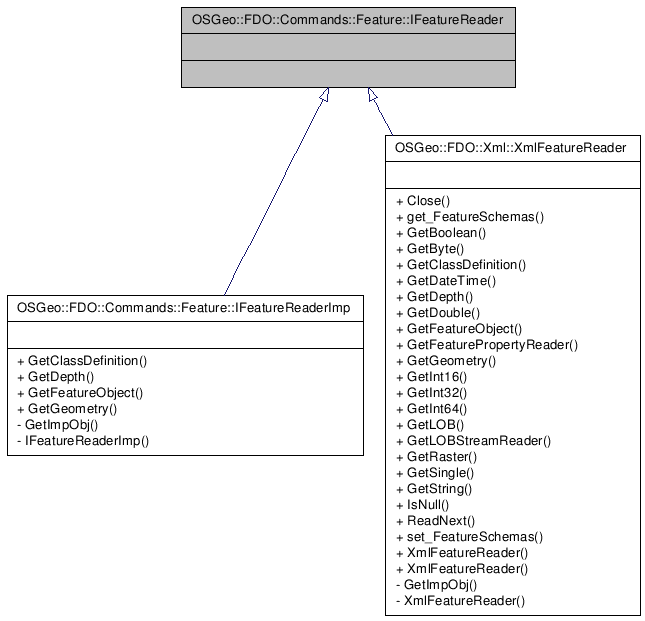 OSGeo::FDO::Commands::Feature::IFeatureReader
OSGeo::FDO::Xml::XmlFeatureReader
+ Close()
+ get_FeatureSchemas()
+ GetBoolean()
+ GetByte()
+ GetClassDefinition()
+ GetDateTime()
+ GetDepth()
+ GetDouble()
+ GetFeatureObject()
+ GetFeaturePropertyReader()
+ GetGeometry()
+ GetInt16()
+ GetInt32()
+ GetInt64()
+ GetLOB()
+ GetLOBStreamReader()
+ GetRaster()
+ GetSingle()
+ GetString()
+ IsNull()
+ ReadNext()
+ set_FeatureSchemas()
+ XmlFeatureReader()
+ XmlFeatureReader()
- GetImpObj()
- XmlFeatureReader()
OSGeo::FDO::Commands::Feature::IFeatureReaderImp
+ GetClassDefinition()
+ GetDepth()
+ GetFeatureObject()
+ GetGeometry()
- GetImpObj()
- IFeatureReaderImp()